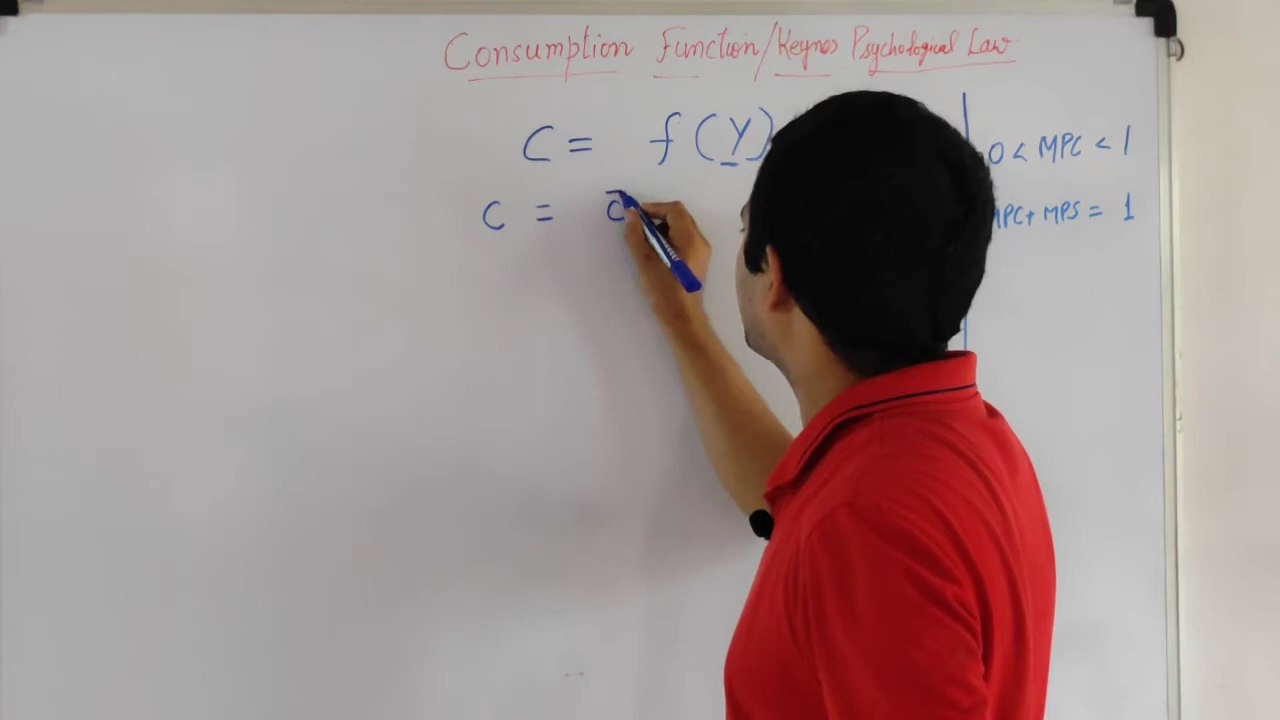 Consumption Function/Keynes Psychological Law
C = f(Y)
0 < MPC < 1
C = C̅
MPC + MPS = 1